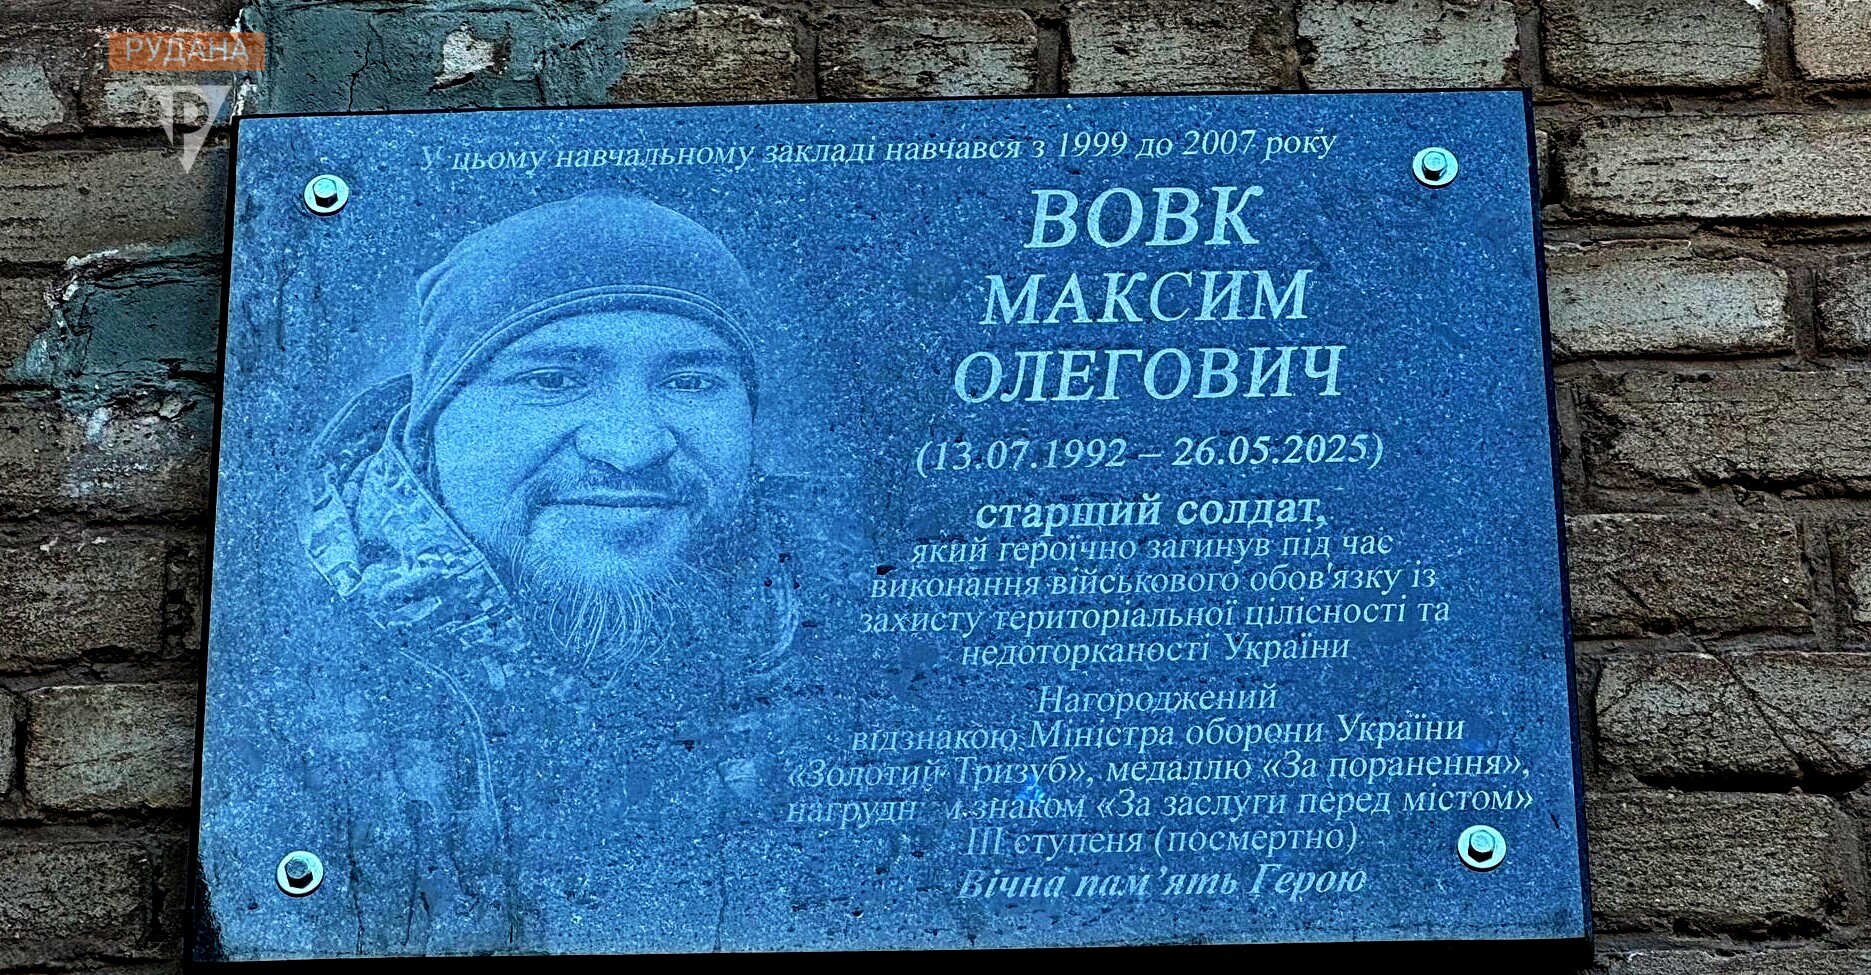 РУДАНА
У цьому навчальному закладі навчався з 1999 до 2007 року
ВОВК
МАКСИМ
ОЛЕГОВИЧ
(13.07.1992 – 26.05.2025)
старший солдат,
який героїчно загинув під час
виконання військового обов'язку із
захисту територіальної цілісності та
недоторканості України
Нагороджений
відзнакою Міністра оборони України
«Золотий Тризуб», медаллю «За поранення»,
нагрудним знаком «За заслуги перед містом»
ІІІ ступеня (посмертно)
Вічна пам'ять Герою